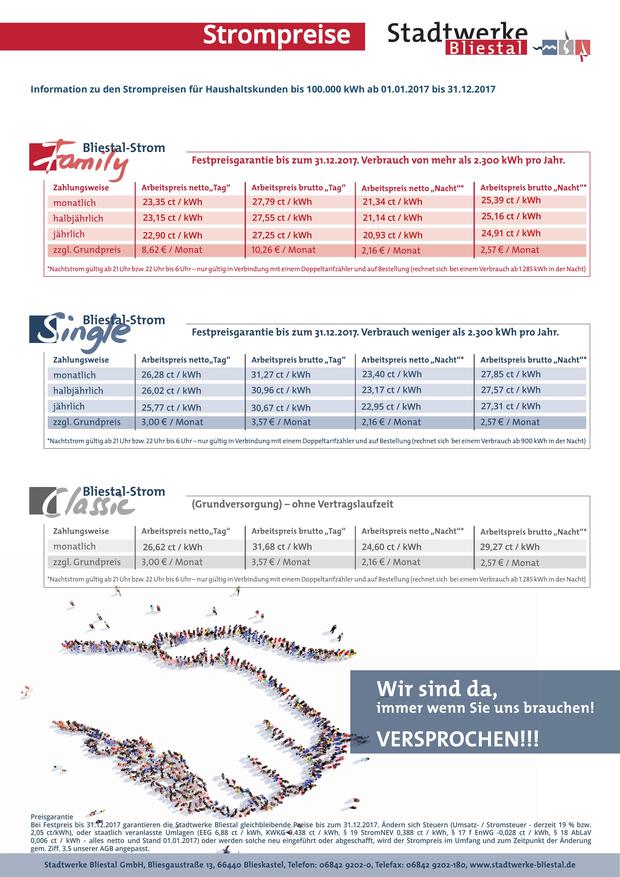 Strompreise
Stadtwerke
Bliestal
Information zu den Strompreisen für Haushaltskunden bis 100.000 kWh ab 01.01.2017 bis 31.12.2017
Bliestal-Strom
Family
Festpreisgarantie bis zum 31.12.2017. Verbrauch von mehr als 2.300 kWh pro Jahr.
Zahlungsweise Arbeitspreis netto„Tag“ Arbeitspreis brutto „Tag“ Arbeitspreis netto „Nacht“* Arbeitspreis brutto „Nacht“*
monatlich 23,35 ct / kWh 27,79 ct / kWh 21,34 ct / kWh 25,39 ct / kWh
halbjährlich 23,15 ct / kWh 27,55 ct / kWh 21,14 ct / kWh 25,16 ct / kWh
jährlich 22,90 ct / kWh 27,25 ct / kWh 20,93 ct / kWh 24,91 ct / kWh
zzgl. Grundpreis 8,62 € / Monat 10,26 € / Monat 2,16 € / Monat 2,57 € / Monat
*Nachtstrom gültig ab 21 Uhr bzw. 22 Uhr bis 6 Uhr – nur gültig in Verbindung mit einem Doppeltarifzähler und auf Bestellung (rechnet sich bei einem Verbrauch ab 1.285 kWh in der Nacht)
Bliestal-Strom
Single
Festpreisgarantie bis zum 31.12.2017. Verbrauch weniger als 2.300 kWh pro Jahr.
Zahlungsweise Arbeitspreis netto„Tag“ Arbeitspreis brutto „Tag“ Arbeitspreis netto „Nacht“* Arbeitspreis brutto „Nacht“*
monatlich 26,28 ct / kWh 31,27 ct / kWh 23,40 ct / kWh 27,85 ct / kWh
halbjährlich 26,02 ct / kWh 30,96 ct / kWh 23,17 ct / kWh 27,57 ct / kWh
jährlich 25,77 ct / kWh 30,67 ct / kWh 22,95 ct / kWh 27,31 ct / kWh
zzgl. Grundpreis 3,00 € / Monat 3,57 € / Monat 2,16 € / Monat 2,57 € / Monat
*Nachtstrom gültig ab 21 Uhr bzw. 22 Uhr bis 6 Uhr – nur gültig in Verbindung mit einem Doppeltarifzähler und auf Bestellung (rechnet sich bei einem Verbrauch ab 900 kWh in der Nacht)
Bliestal-Strom
Classic
(Grundversorgung) – ohne Vertragslaufzeit
Zahlungsweise Arbeitspreis netto„Tag“ Arbeitspreis brutto „Tag“ Arbeitspreis netto „Nacht“* Arbeitspreis brutto „Nacht“*
monatlich 26,62 ct / kWh 31,68 ct / kWh 24,60 ct / kWh 29,27 ct / kWh
zzgl. Grundpreis 3,00 € / Monat 3,57 € / Monat 2,16 € / Monat 2,57 € / Monat
*Nachtstrom gültig ab 21 Uhr bzw. 22 Uhr bis 6 Uhr – nur gültig in Verbindung mit einem Doppeltarifzähler und auf Bestellung (rechnet sich bei einem Verbrauch ab 1.285 kWh in der Nacht)
Wir sind da,
immer wenn Sie uns brauchen!
VERSPROCHEN!!!
Preisgarantie
Bei Festpreis bis 31.12.2017 garantieren die Stadtwerke Bliestal gleichbleibende Preise bis zum 31.12.2017. Ändern sich Steuern (Umsatz- / Stromsteuer - derzeit 19 % bzw.
2,05 ct/kWh), oder staatlich veranlasste Umlagen (EEG 6,88 ct / kWh, KWKG 0,438 ct / kWh, § 19 StromNEV 0,388 ct / kWh, § 17 f EnWG -0,028 ct / kWh, § 18 AbLaV
0,006 ct / kWh - alles netto und Stand 01.01.2017) oder werden solche neu eingeführt oder abgeschafft, wird der Strompreis im Umfang und zum Zeitpunkt der Änderung
gem. Ziff. 3.5 unserer AGB angepasst.
Stadtwerke Bliestal GmbH, Bliesgaustraße 13, 66440 Blieskastel, Telefon: 06842 9202-0, Telefax: 06842 9202-180, www.stadtwerke-bliestal.de